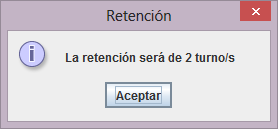 Retención
La retención será de 2 turno/s
Aceptar